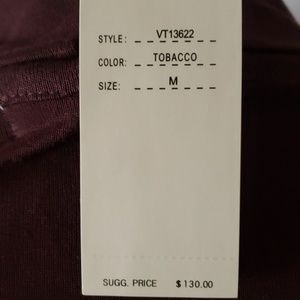 STYLE: VT13622
COLOR: TOBACCO
SIZE: M
SUGG. PRICE $130.00